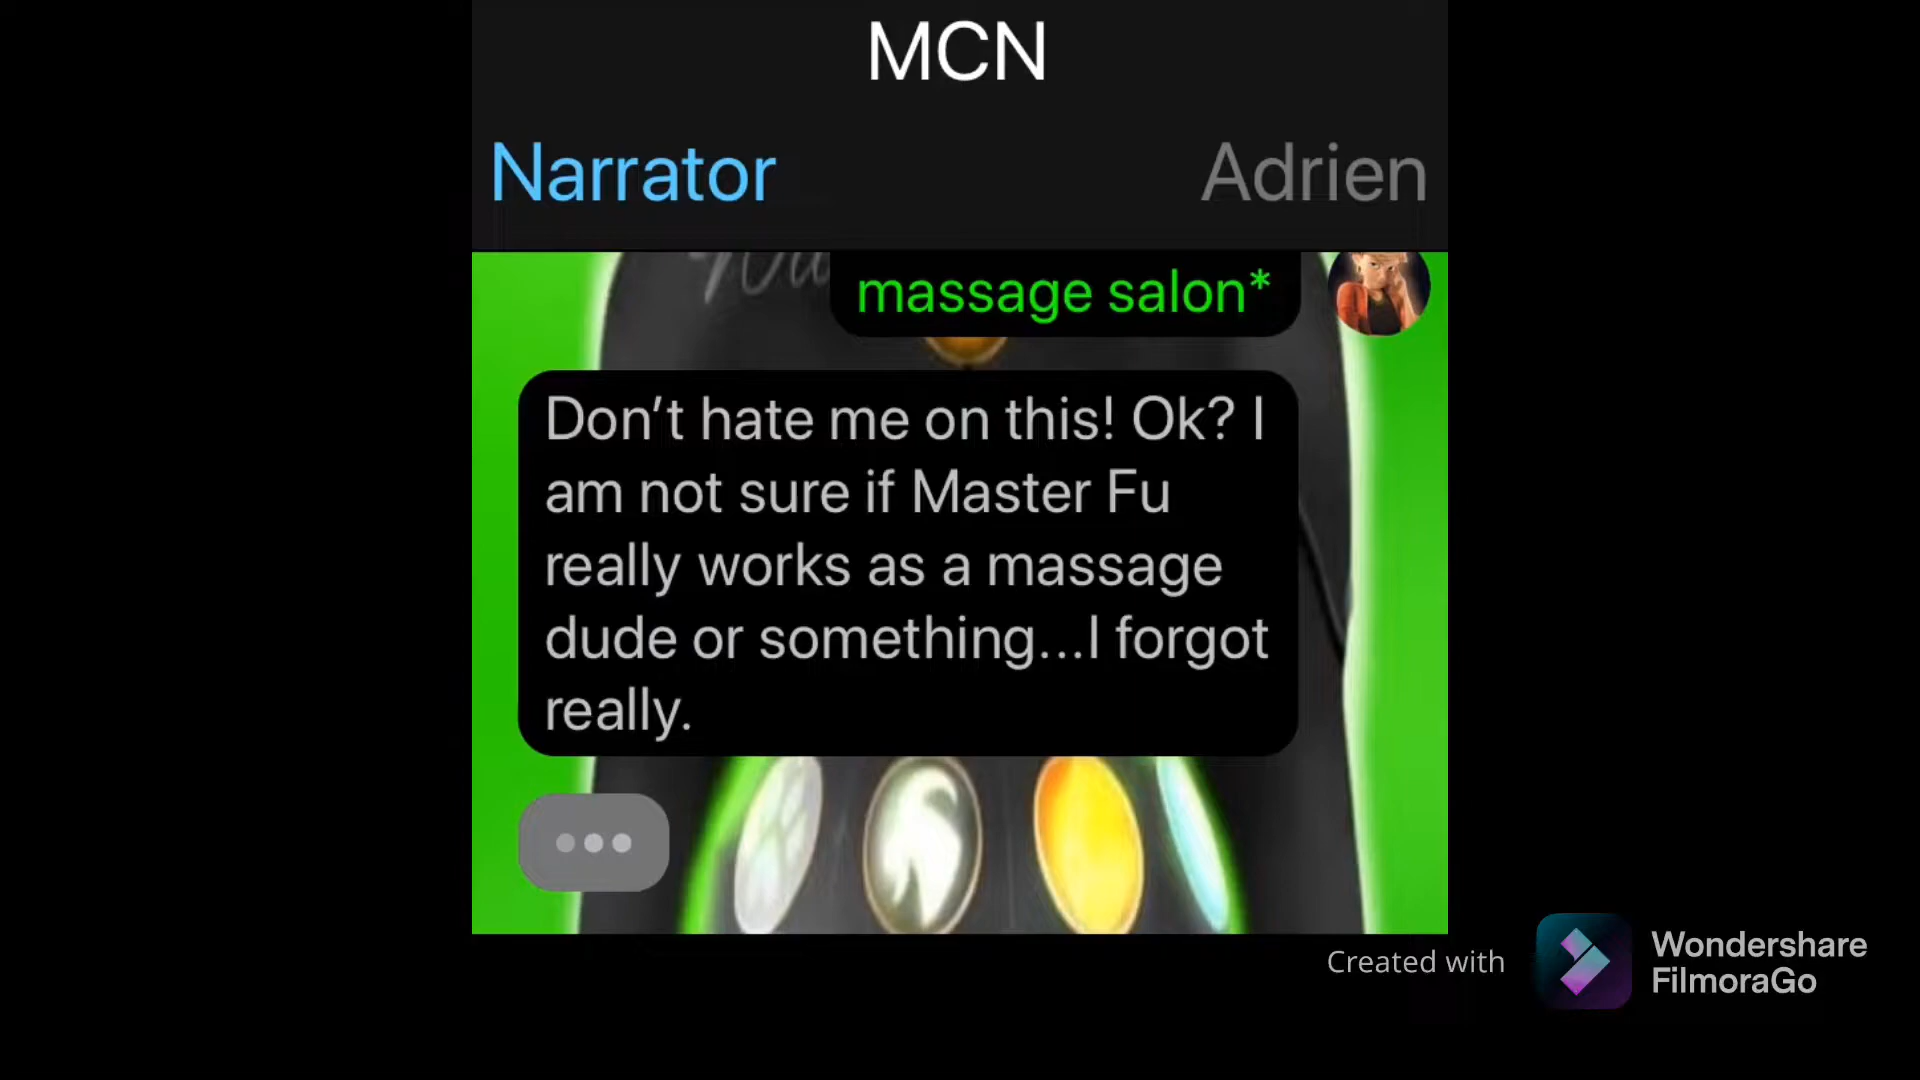 MCN
Narrator
Adrien
massage salon*
Don't hate me on this! Ok? I
am not sure if Master Fu
really works as a massage
dude or something...I forgot
really.
Created with
Wondershare
FilmoraGo